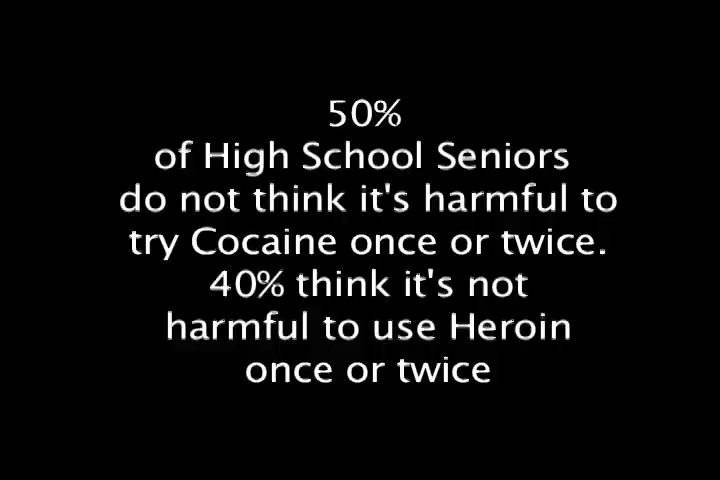 50%
of High School Seniors
do not think it's harmful to
try Cocaine once or twice.
40% think it's not
harmful to use Heroin
once or twice